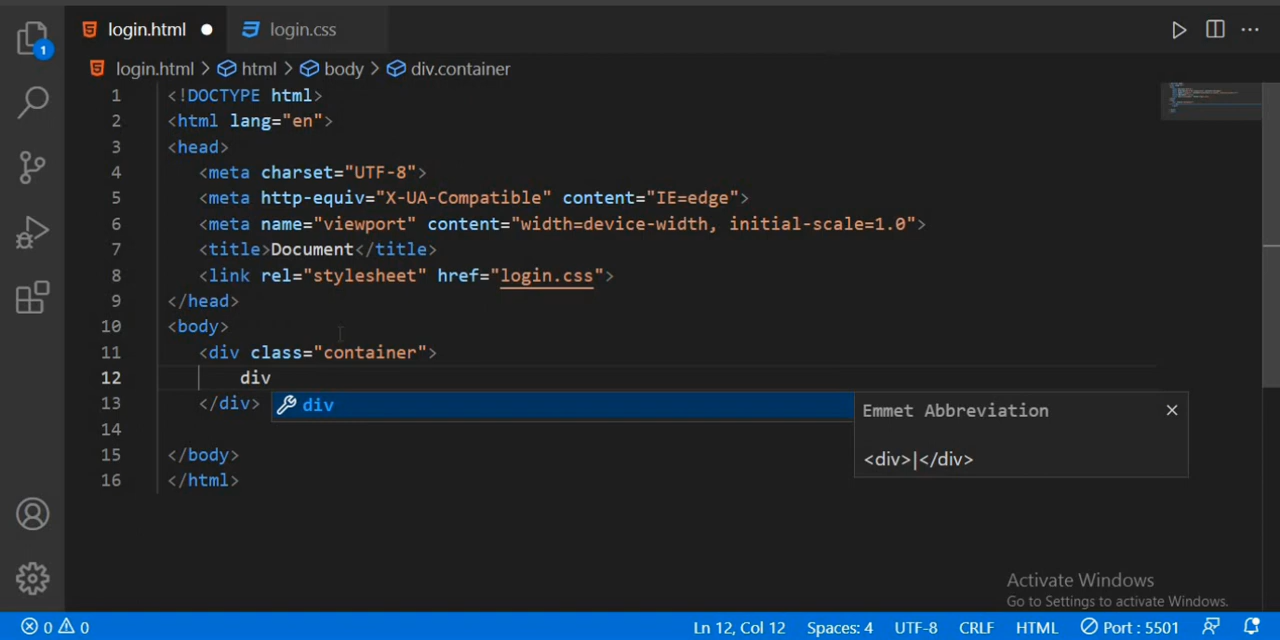 1
login.html
login.css
login.html > html > body > div.container
1 <!DOCTYPE html>
2 <html lang="en">
3 <head>
4 <meta charset="UTF-8">
5 <meta http-equiv="X-UA-Compatible" content="IE=edge">
6 <meta name="viewport" content="width=device-width, initial-scale=1.0">
7 <title>Document</title>
8 <link rel="stylesheet" href="login.css">
9 </head>
10 <body>
11 <div class="container">
12 div
13 </div>
div
Emmet Abbreviation
<div>|</div>
14
15 </body>
16 </html>
Activate Windows
Go to Settings to activate Windows.
0 0
Ln 12, Col 12
Spaces: 4
UTF-8
CRLF
HTML
Port : 5501